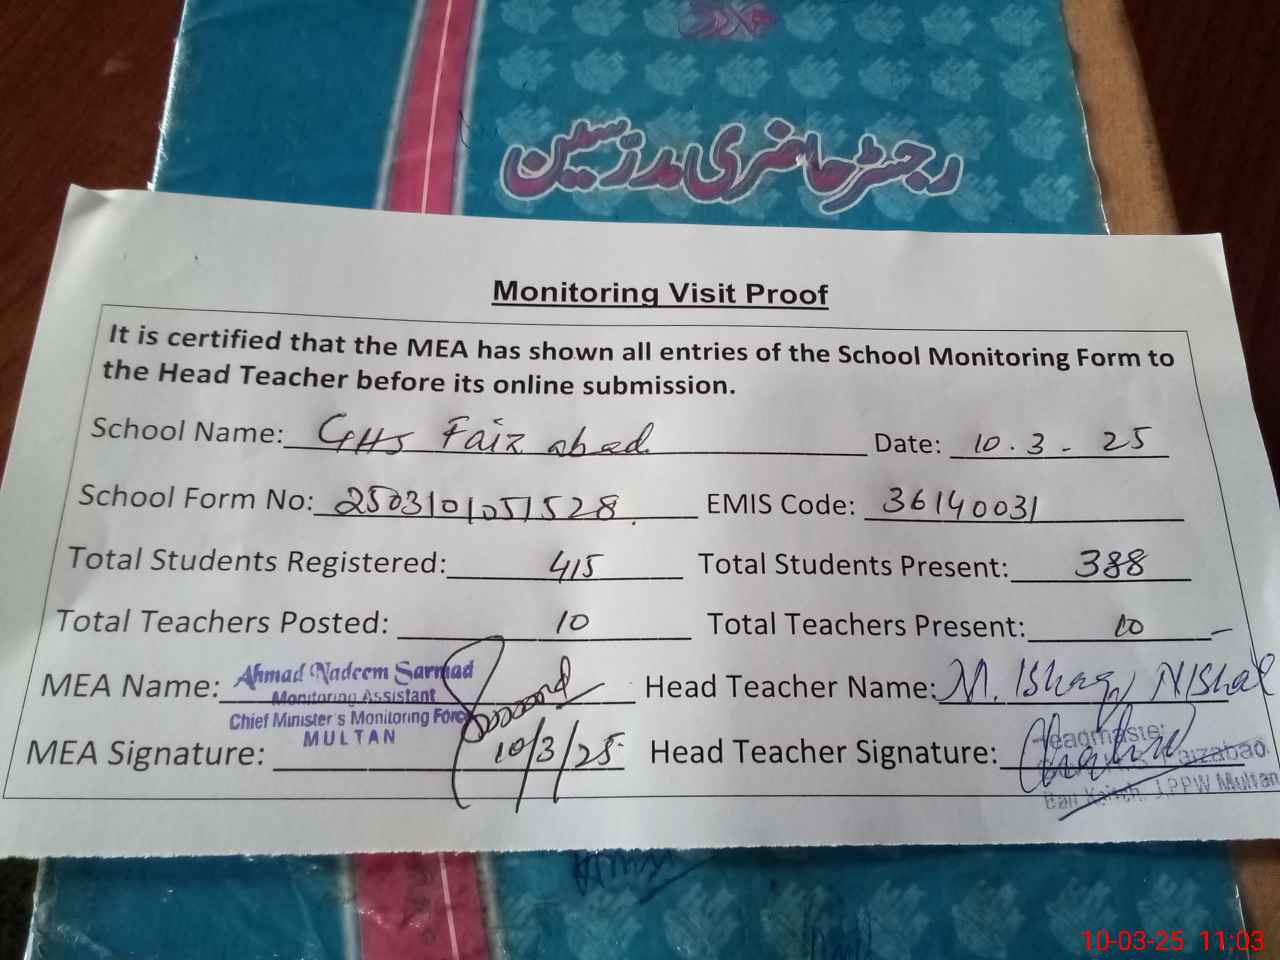 رجسٹر حاضری مدرسین
Monitoring Visit Proof
It is certified that the MEA has shown all entries of the School Monitoring Form to
the Head Teacher before its online submission.
School Name: GHS Faizabad Date: 10.3-25
School Form No: 2503101051528 EMIS Code: 36140031
Total Students Registered: 415 Total Students Present: 388
Total Teachers Posted: 10 Total Teachers Present: 10
MEA Name: Ahmad Nadeem Sarmad Head Teacher Name: M. Ishaq
Monitoring Assistant
Chief Minister's Monitoring Force
MULTAN
MEA Signature: 10/3/25 Head Teacher Signature:
Multan
10-03-25 11:03